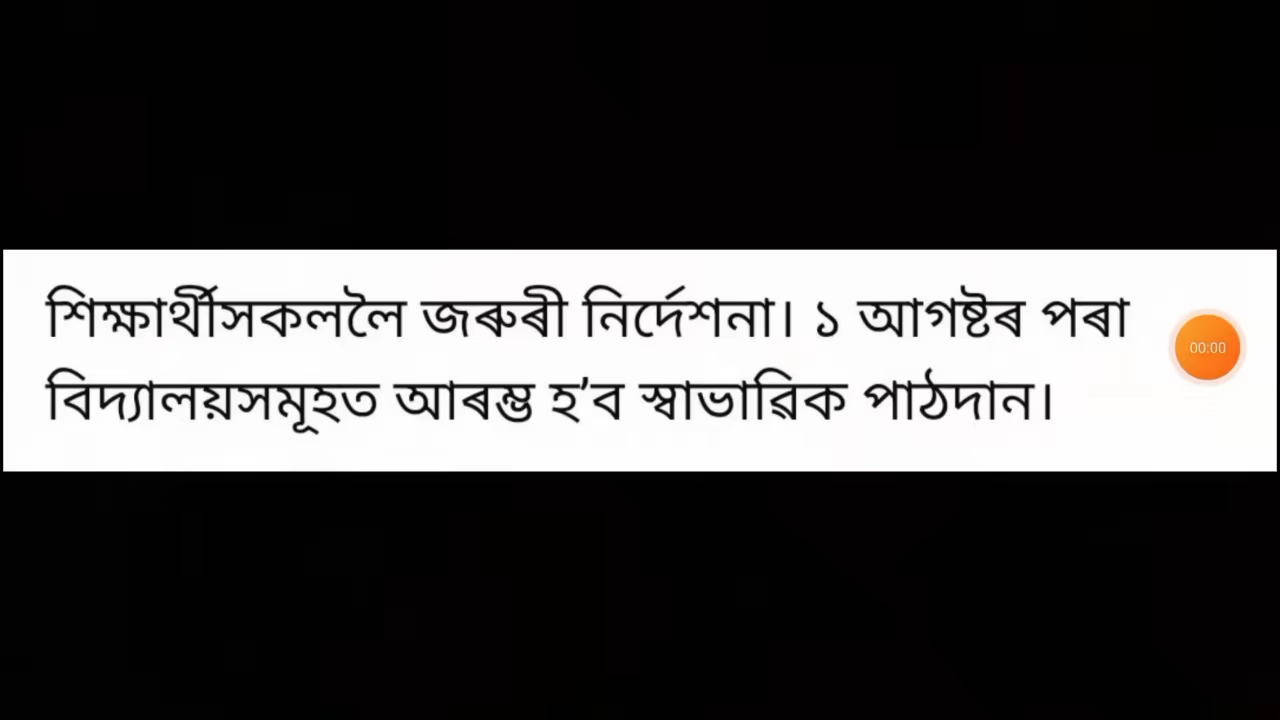 শিক্ষাৰ্থীসকললৈ জৰুৰী নিৰ্দেশনা। ১ আগষ্টৰ পৰা
00:00
বিদ্যালয়সমূহত আৰম্ভ হ’ব স্বাভাৱিক পাঠদান।